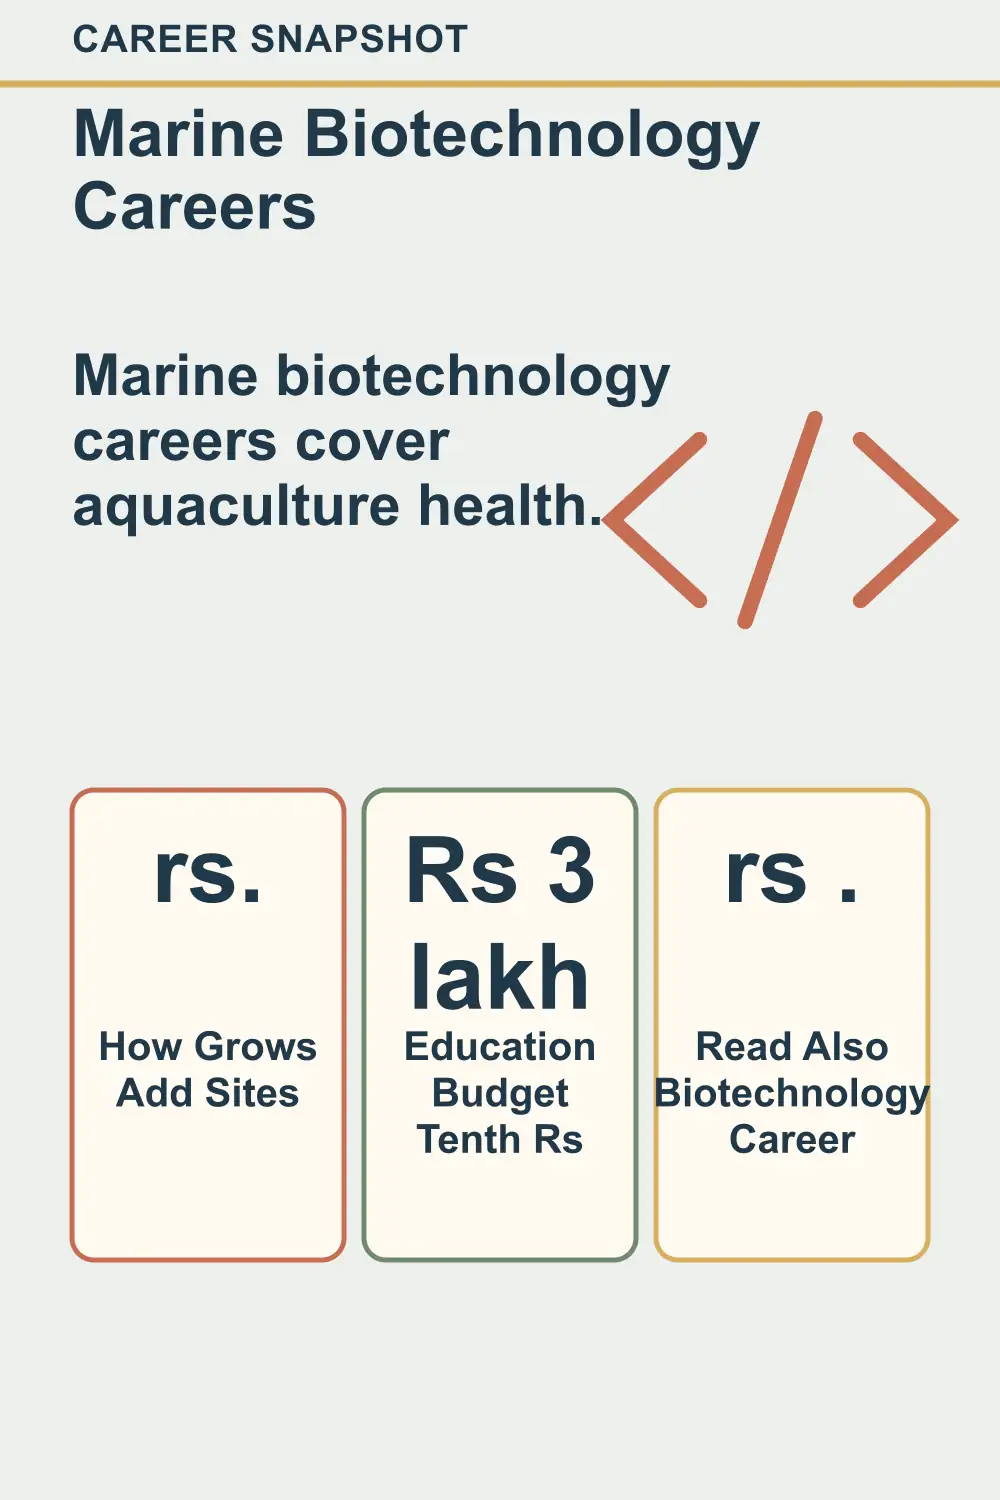 CAREER SNAPSHOT
Marine Biotechnology
Careers
Marine biotechnology
careers cover
aquaculture health.
</>
rs.
How Grows
Add Sites
Rs 3
lakh
Education
Budget
Tenth Rs
rs .
Read Also
Biotechnology
Career